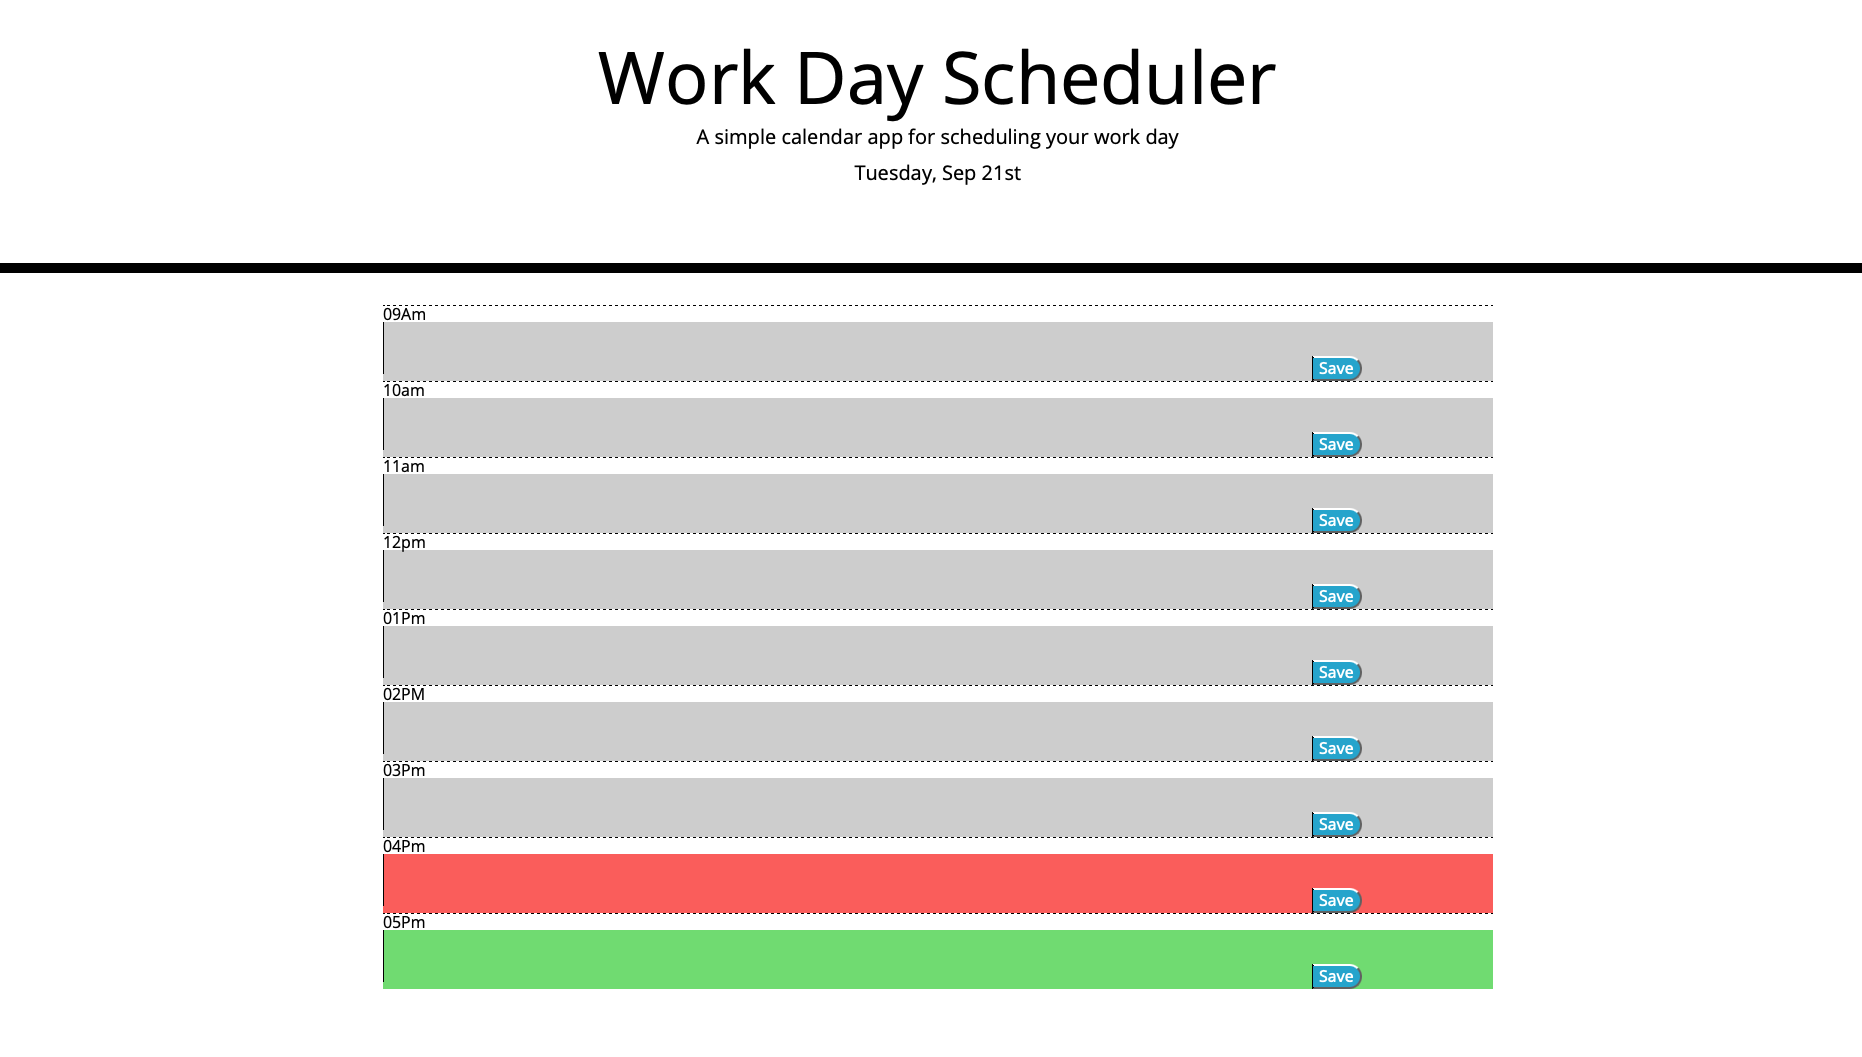 Work Day Scheduler
A simple calendar app for scheduling your work day
Tuesday, Sep 21st
09Am
Save
10am
Save
11am
Save
12pm
Save
01Pm
Save
02PM
Save
03Pm
Save
04Pm
Save
05Pm
Save